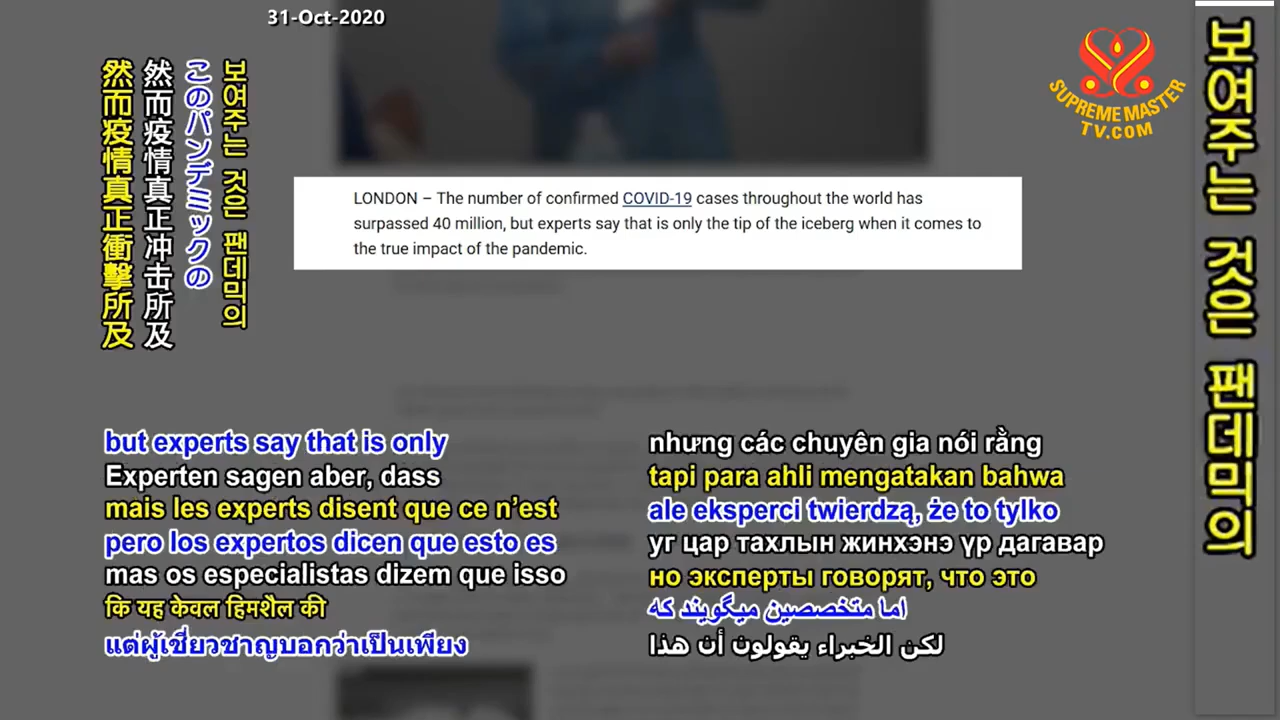 31-Oct-2020
SUPREME MASTER
TV.COM
보여주는 것은 팬데믹의
このパンデミックの
然而疫情真正冲击所及
然而疫情真正衝擊所及
LONDON – The number of confirmed COVID-19 cases throughout the world has
surpassed 40 million, but experts say that is only the tip of the iceberg when it comes to
the true impact of the pandemic.
보여주는 것은 팬데믹의
but experts say that is only
Experten sagen aber, dass
mais les experts disent que ce n’est
pero los expertos dicen que esto es
mas os especialistas dizem que isso
कि यह केवल हिमशैल की
แต่ผู้เชี่ยวชาญบอกว่าเป็นเพียง
nhưng các chuyên gia nói rằng
tapi para ahli mengatakan bahwa
ale eksperci twierdzą, że to tylko
уг цар тахлын жинхэнэ үр дагавар
но эксперты говорят, что это
اما متخصصین میگویند که
لكن الخبراء يقولون أن هذا